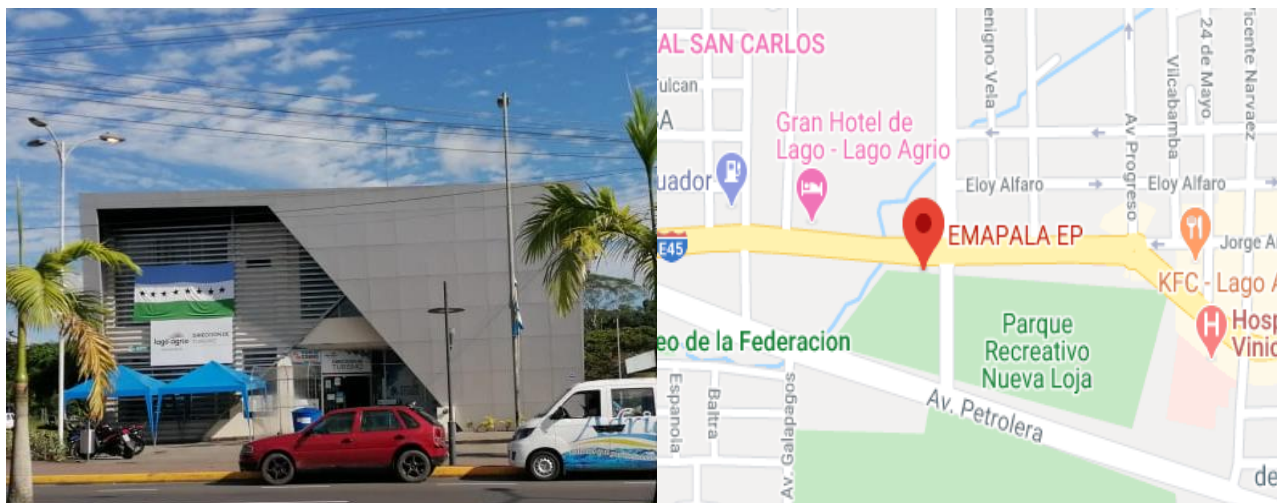 lago agrio
DIRECCIÓN DE
TURISMO
TURISMO
AL SAN CARLOS
Tulcan
Gran Hotel de
Lago - Lago Agrio
uador
E45
EMAPALA EP
enigno Vela
Av Progreso
Vilcabamba
24 de Mayo
Vicente Narvaez
Eloy Alfaro
Eloy Alfaro
Jorge A
KFC - Lago A
H
Hosp
Vinic
Parque
Recreativo
Nueva Loja
eo de la Federacion
Av. Petrolera
Espanola
Baltra
Av. Galapagos
de